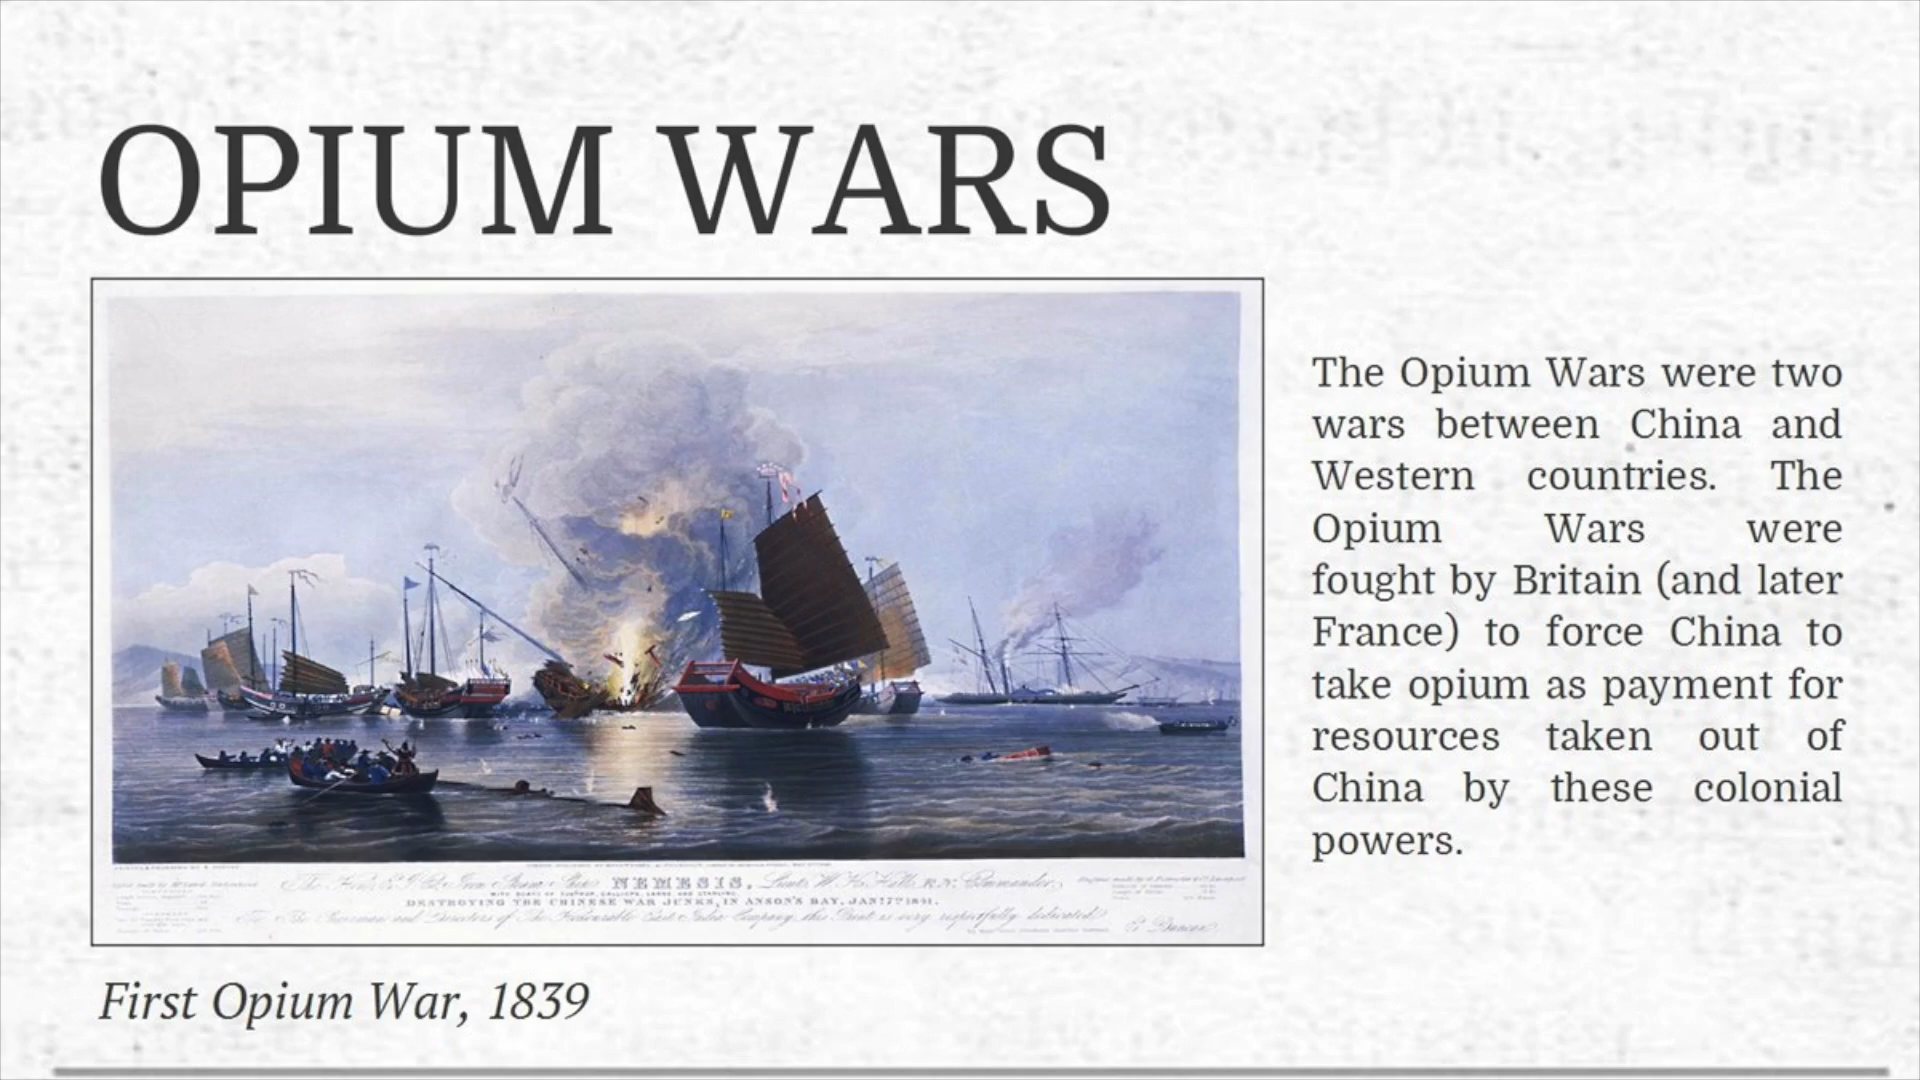 OPIUM WARS
The Opium Wars were two
wars between China and
Western countries. The
Opium Wars were
fought by Britain (and later
France) to force China to
take opium as payment for
resources taken out of
China by these colonial
powers.
NEMESIS,
DESTROYING THE CHINESE WAR JUNKS, IN ANSON'S BAY, JANY 7TH 1841.
First Opium War, 1839